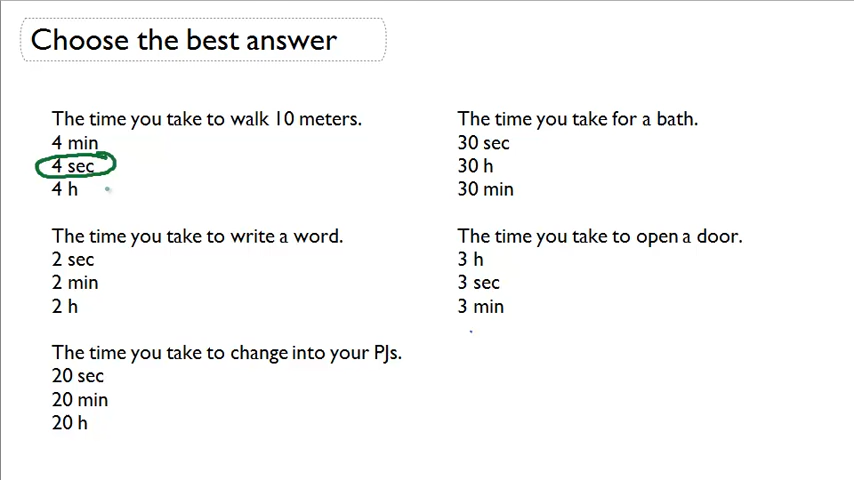 Choose the best answer
The time you take to walk 10 meters.
4 min
4 sec
4 h
The time you take to write a word.
2 sec
2 min
2 h
The time you take to change into your PJs.
20 sec
20 min
20 h
The time you take for a bath.
30 sec
30 h
30 min
The time you take to open a door.
3 h
3 sec
3 min